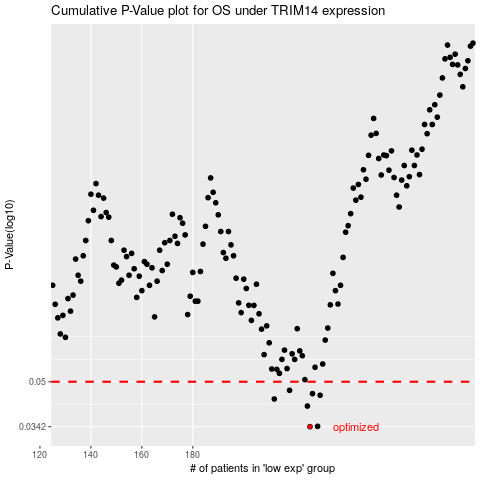 Cumulative P-Value plot for OS under TRIM14 expression
P-Value(log10)
0.05
0.0342
optimized
120 140 160 180
# of patients in 'low exp' group